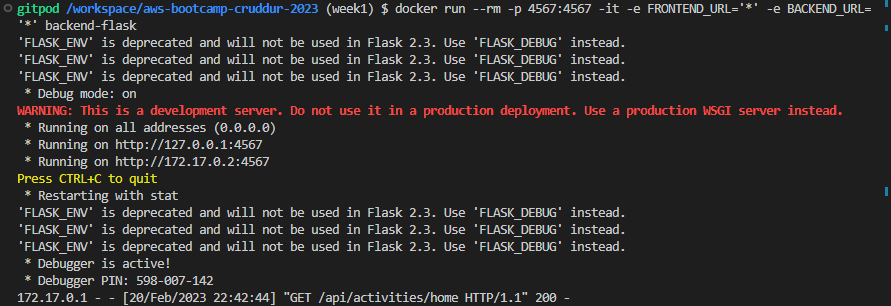 gitpod /workspace/aws-bootcamp-cruddur-2023 (week1) $ docker run --rm -p 4567:4567 -it -e FRONTEND_URL='*' -e BACKEND_URL=
'*' backend-flask
'FLASK_ENV' is deprecated and will not be used in Flask 2.3. Use 'FLASK_DEBUG' instead.
'FLASK_ENV' is deprecated and will not be used in Flask 2.3. Use 'FLASK_DEBUG' instead.
'FLASK_ENV' is deprecated and will not be used in Flask 2.3. Use 'FLASK_DEBUG' instead.
 * Debug mode: on
WARNING: This is a development server. Do not use it in a production deployment. Use a production WSGI server instead.
 * Running on all addresses (0.0.0.0)
 * Running on http://127.0.0.1:4567
 * Running on http://172.17.0.2:4567
Press CTRL+C to quit
 * Restarting with stat
'FLASK_ENV' is deprecated and will not be used in Flask 2.3. Use 'FLASK_DEBUG' instead.
'FLASK_ENV' is deprecated and will not be used in Flask 2.3. Use 'FLASK_DEBUG' instead.
'FLASK_ENV' is deprecated and will not be used in Flask 2.3. Use 'FLASK_DEBUG' instead.
 * Debugger is active!
 * Debugger PIN: 598-007-142
172.17.0.1 - - [20/Feb/2023 22:42:44] "GET /api/activities/home HTTP/1.1" 200 -